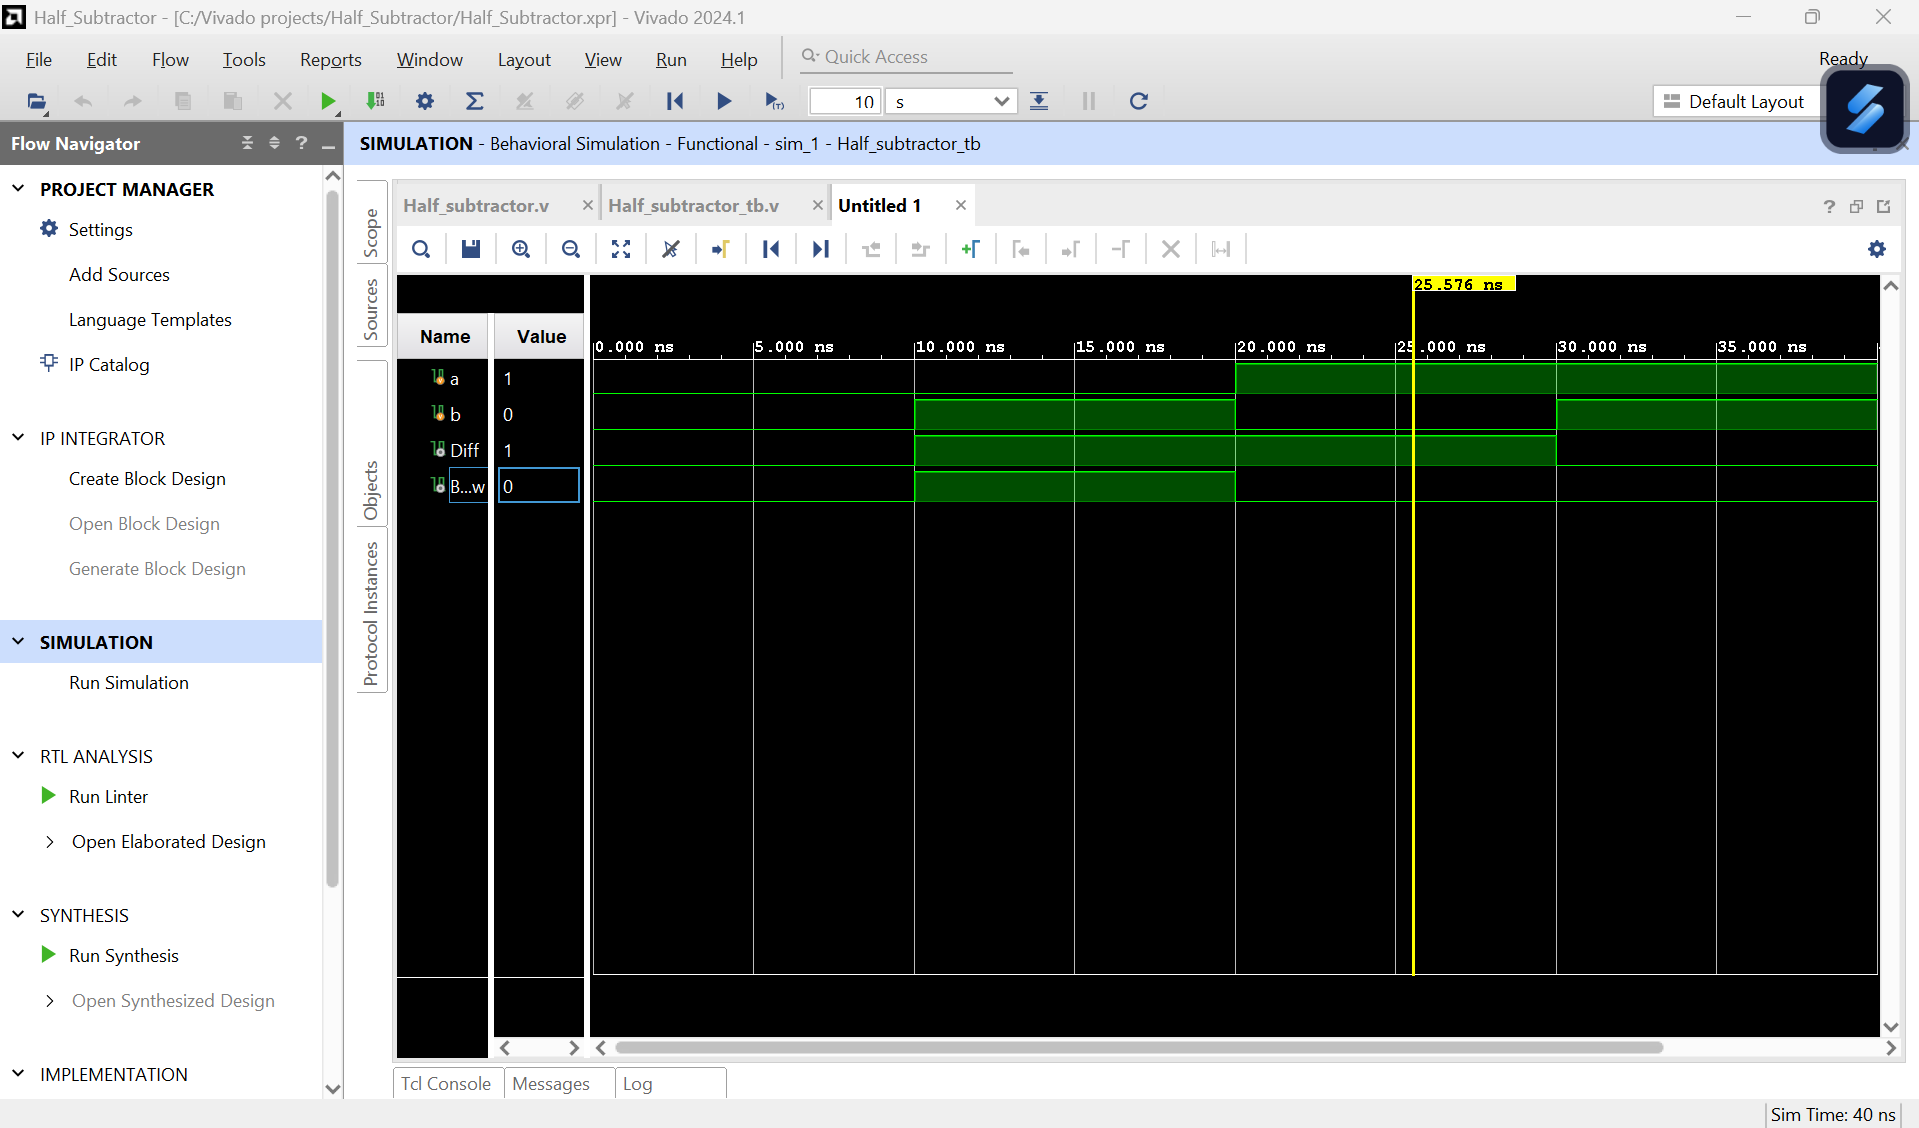 Half_Subtractor - [C:/Vivado projects/Half_Subtractor/Half_Subtractor.xpr] - Vivado 2024.1
File Edit Flow Tools Reports Window Layout View Run Help Quick Access
Ready
10 s
Default Layout
Flow Navigator
?
SIMULATION - Behavioral Simulation - Functional - sim_1 - Half_subtractor_tb
PROJECT MANAGER
Settings
Add Sources
Language Templates
IP Catalog
IP INTEGRATOR
Create Block Design
Open Block Design
Generate Block Design
SIMULATION
Run Simulation
RTL ANALYSIS
Run Linter
Open Elaborated Design
SYNTHESIS
Run Synthesis
Open Synthesized Design
IMPLEMENTATION
Scope
Sources
Objects
Protocol Instances
Half_subtractor.v Half_subtractor_tb.v Untitled 1
?
25.576 ns
Name Value
0.000 ns 5.000 ns 10.000 ns 15.000 ns 20.000 ns 25.000 ns 30.000 ns 35.000 ns
a 1
b 0
Diff 1
B...w 0
Tcl Console Messages Log
Sim Time: 40 ns